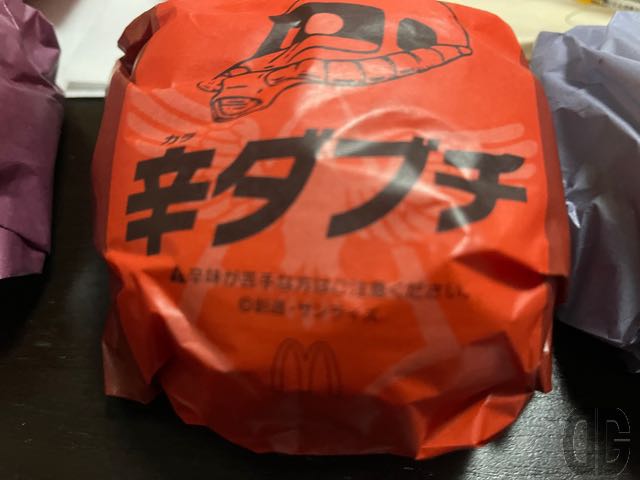 カラ
辛ダブチ
⚠辛味が苦手な方はご注意ください。
©創通・サンライズ